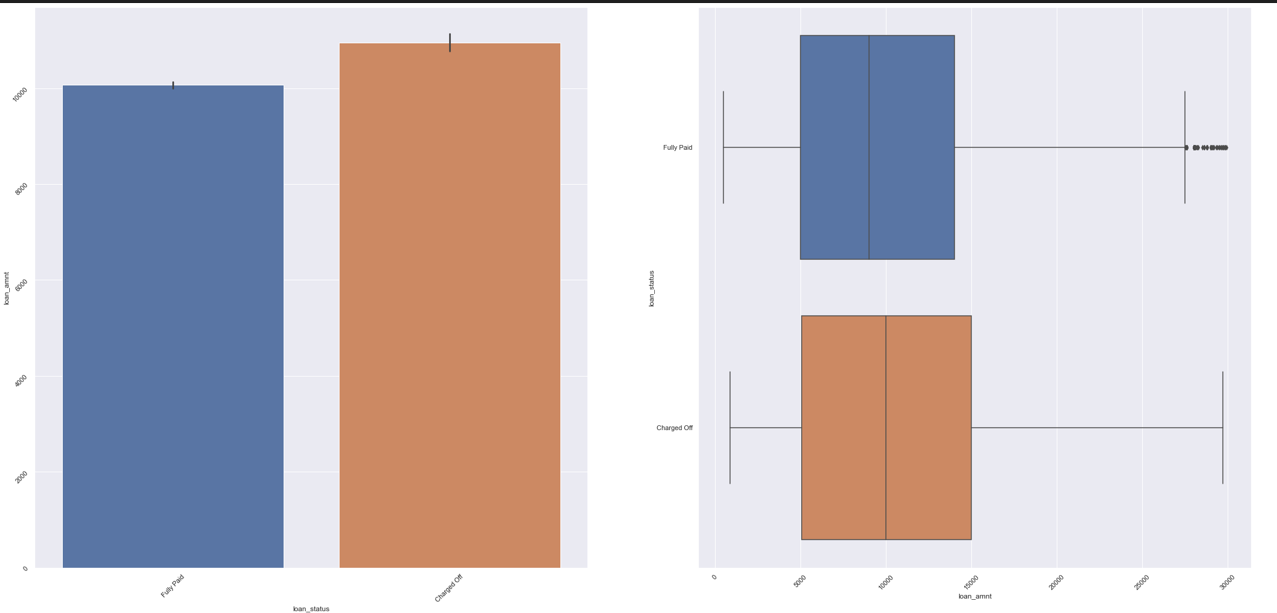 10000
8000
6000
4000
2000
0
loan_amnt
Fully Paid
Charged Off
loan_status
Fully Paid
Charged Off
loan_status
0
5000
10000
15000
20000
25000
30000
loan_amnt